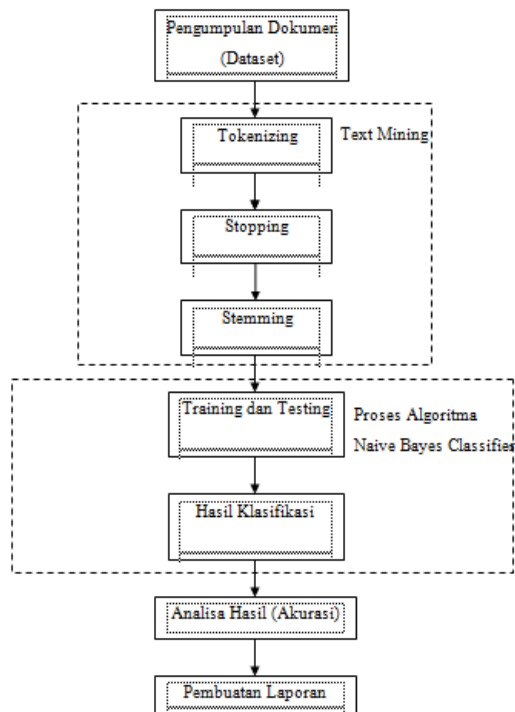 Pengumpulan Dokumen
(Dataset)
Tokenizing
Text Mining
Stopping
Stemming
Training dan Testing
Proses Algoritma
Naive Bayes Classifier
Hasil Klasifikasi
Analisa Hasil (Akurasi)
Pembuatan Laporan